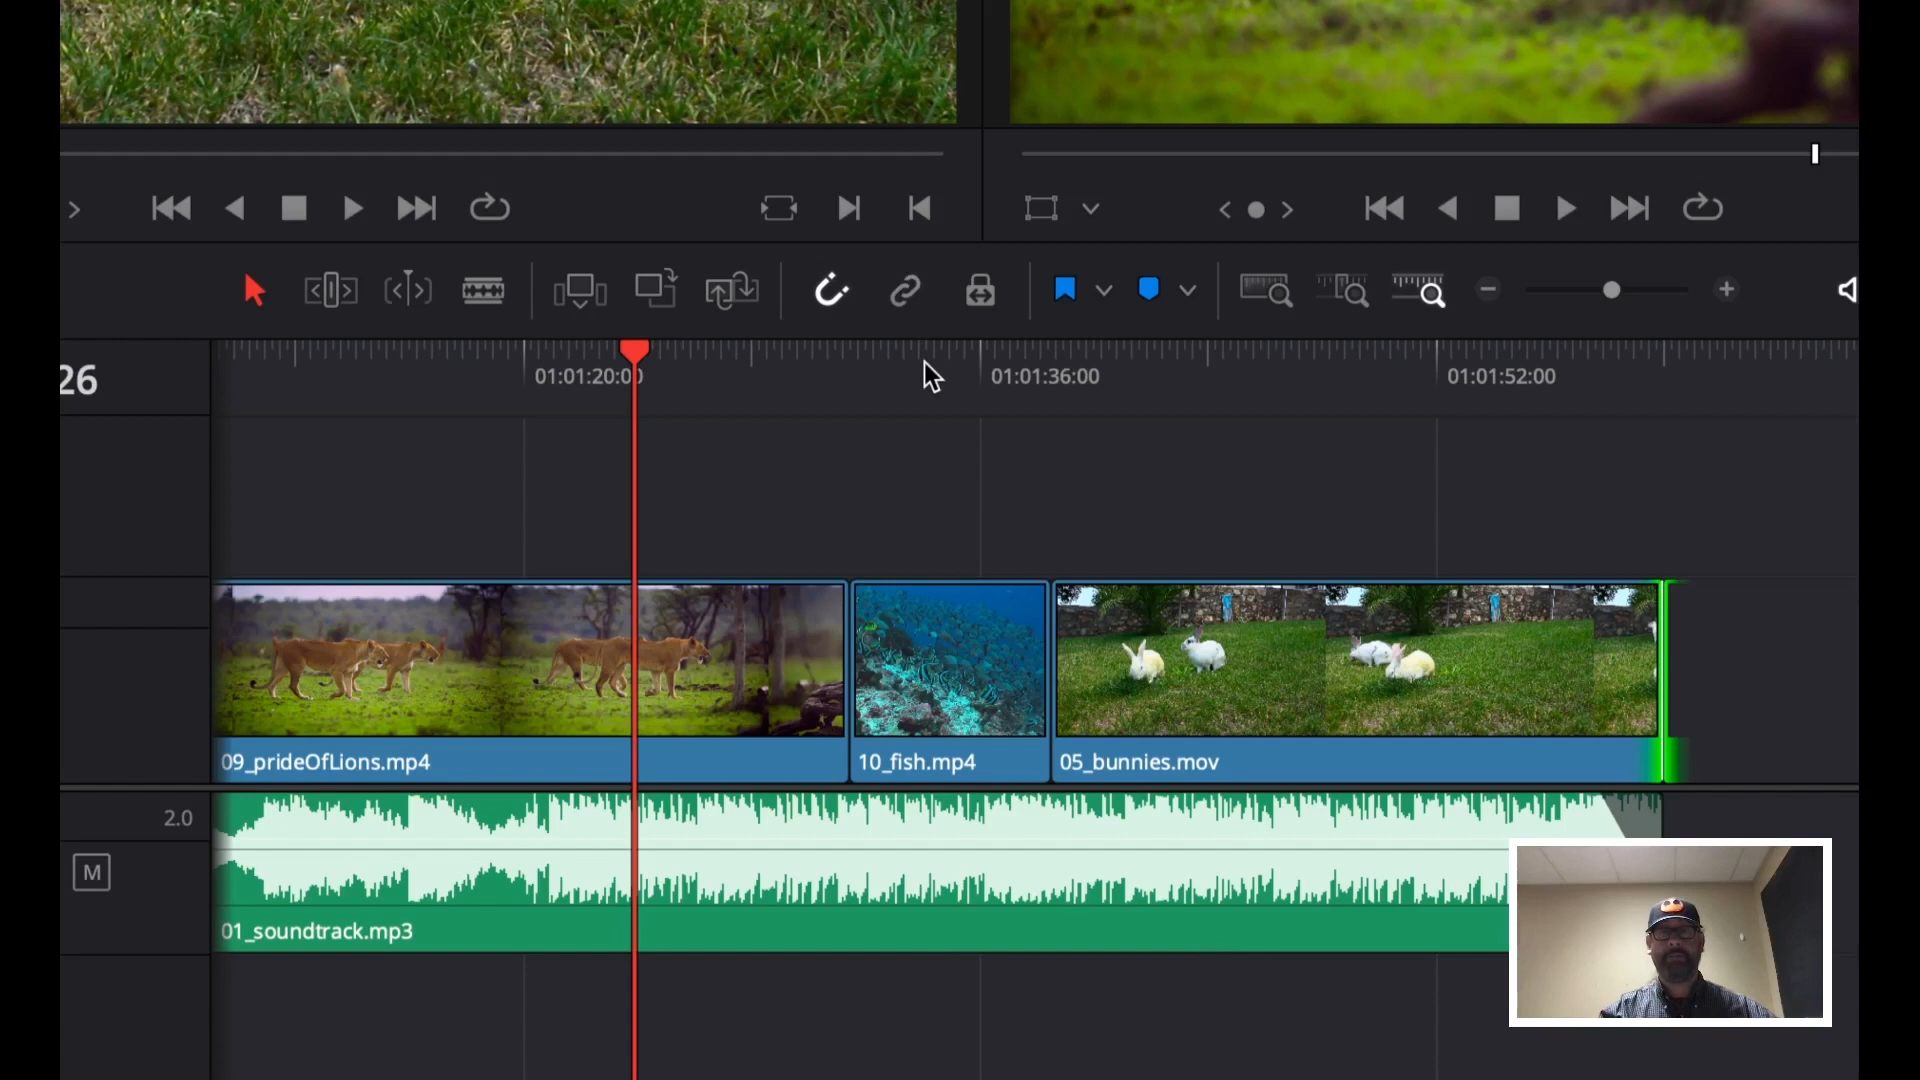 26
01:01:20:00
01:01:36:00
01:01:52:00
09_prideOfLions.mp4
10_fish.mp4
05_bunnies.mov
2.0
M
01_soundtrack.mp3